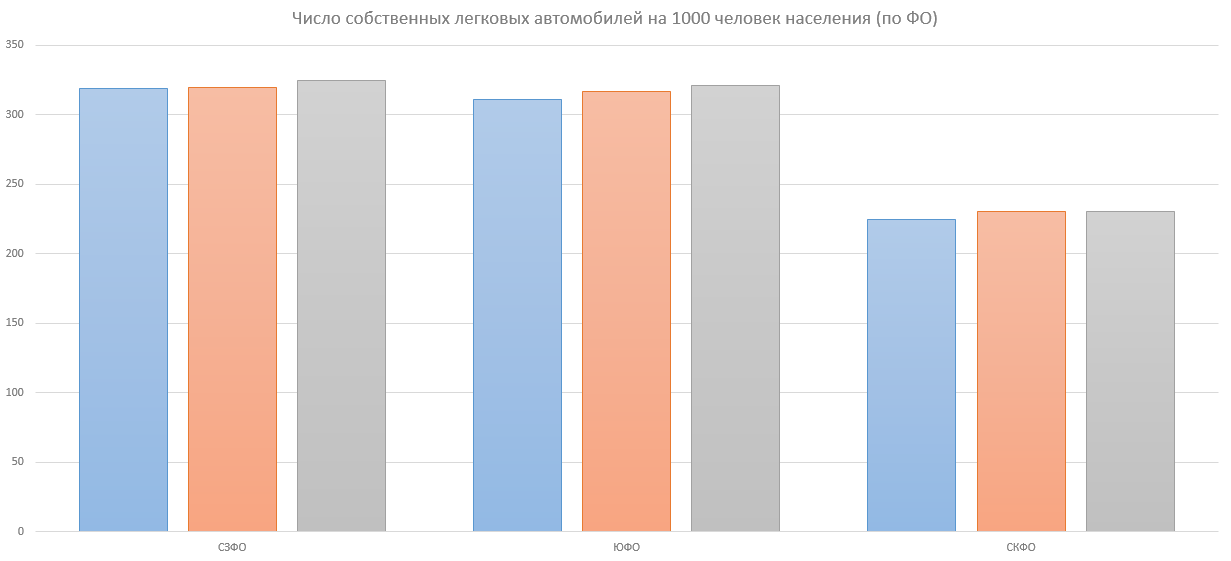 Число собственных легковых автомобилей на 1000 человек населения (по ФО)
350
300
250
200
150
100
50
0
СЗФО
ЮФО
СКФО